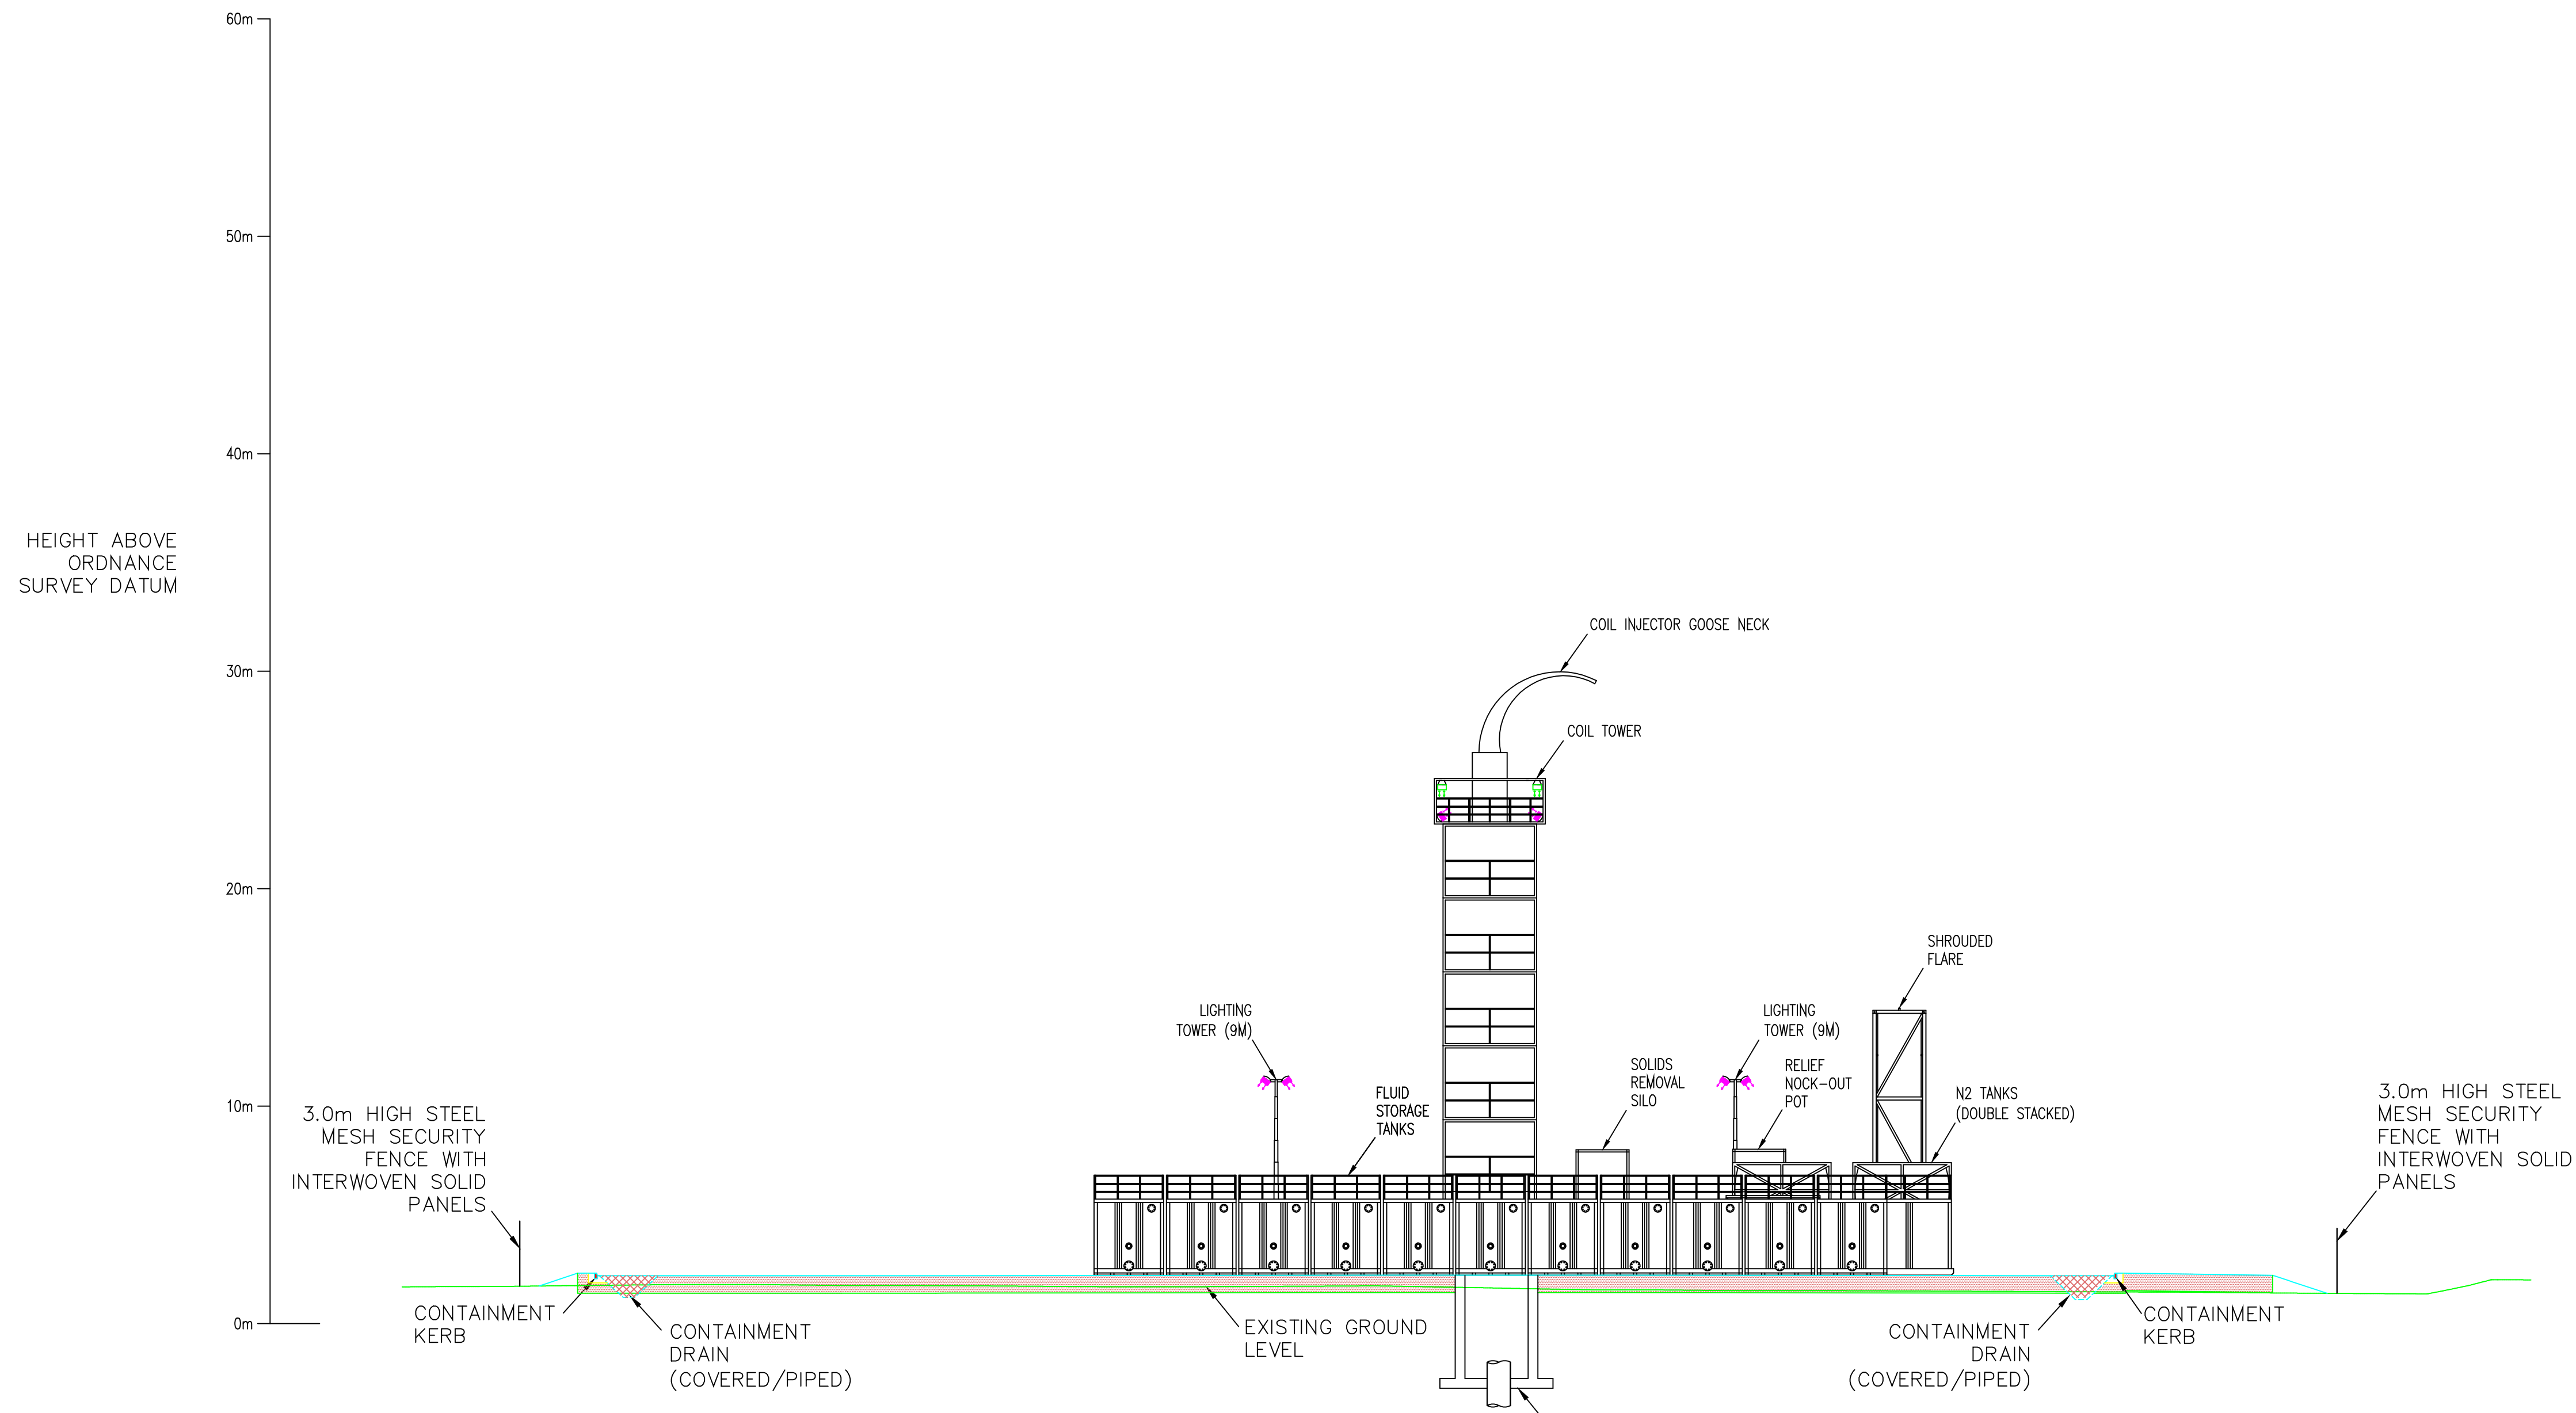 60m
50m
40m
HEIGHT ABOVE
ORDNANCE
SURVEY DATUM
30m
20m
10m
0m
COIL INJECTOR GOOSE NECK
COIL TOWER
SHROUDED
FLARE
LIGHTING
TOWER (9M)
LIGHTING
TOWER (9M)
SOLIDS
REMOVAL
SILO
RELIEF
NOCK-OUT
POT
FLUID
STORAGE
TANKS
N2 TANKS
(DOUBLE STACKED)
3.0m HIGH STEEL
MESH SECURITY
FENCE WITH
INTERWOVEN SOLID
PANELS
3.0m HIGH STEEL
MESH SECURITY
FENCE WITH
INTERWOVEN SOLID
PANELS
CONTAINMENT
KERB
CONTAINMENT
DRAIN
(COVERED/PIPED)
EXISTING GROUND
LEVEL
CONTAINMENT
DRAIN
(COVERED/PIPED)
CONTAINMENT
KERB